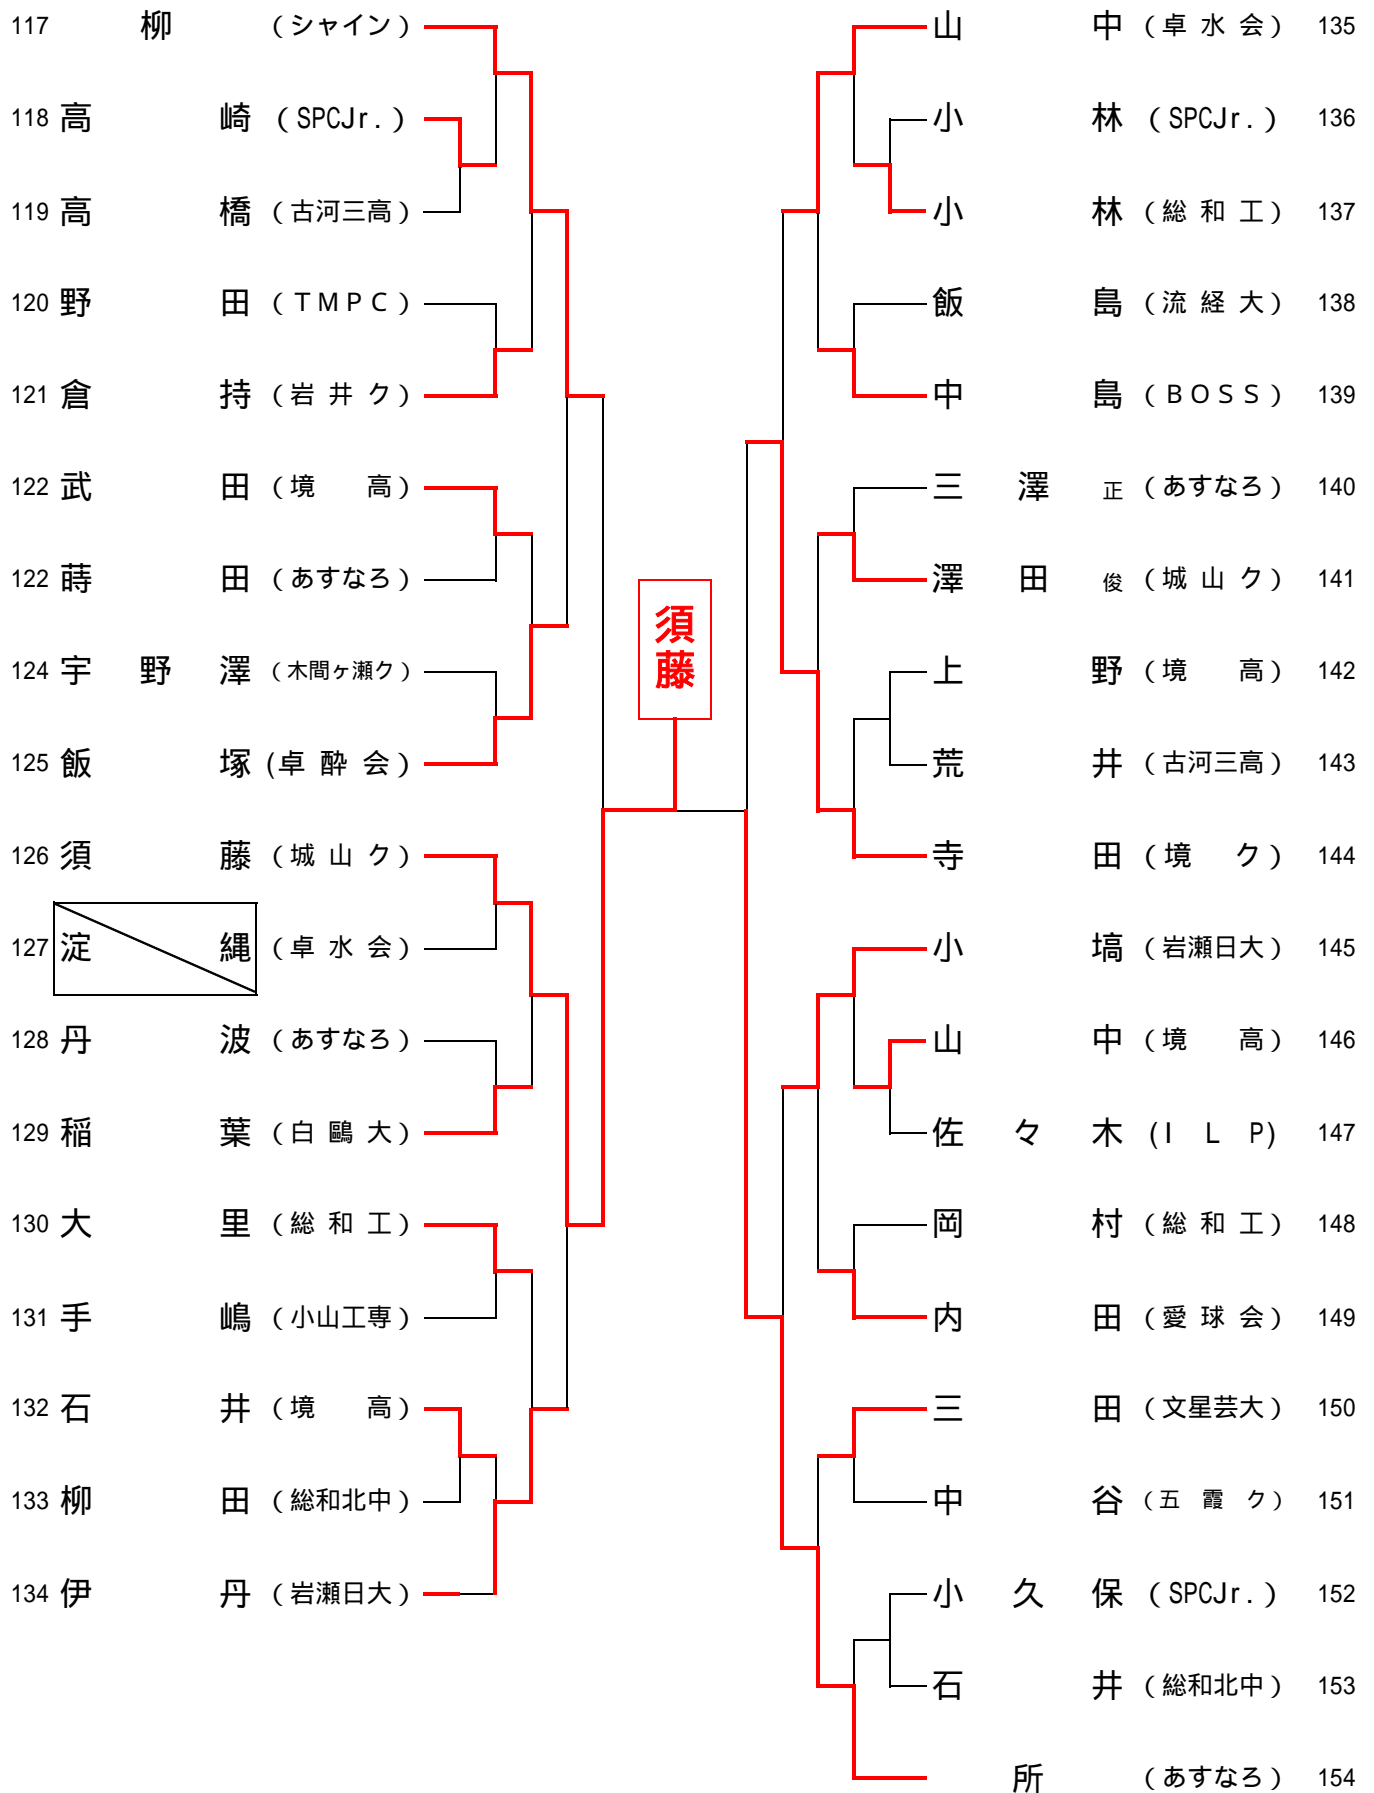 117 柳 (シャイン)
118 高崎 (SPCJr.)
119 高橋 (古河三高)
120 野田 (TMPC)
121 倉持 (岩井ク)
122 武田 (境高)
122 蒔田 (あすなろ)
124 宇野澤 (木間ヶ瀬ク)
125 飯塚 (卓酔会)
126 須藤 (城山ク)
127 淀縄 (卓水会)
128 丹波 (あすなろ)
129 稲葉 (白鷗大)
130 大里 (総和工)
131 手嶋 (小山工専)
132 石井 (境高)
133 柳田 (総和北中)
134 伊丹 (岩瀬日大)
須藤
山中 (卓水会) 135
小林 (SPCJr.) 136
小林 (総和工) 137
飯島 (流経大) 138
中島 (BOSS) 139
三澤正 (あすなろ) 140
澤田俊 (城山ク) 141
上野 (境高) 142
荒井 (古河三高) 143
寺田 (境ク) 144
小塙 (岩瀬日大) 145
山中 (境高) 146
佐々木 (ILP) 147
岡村 (総和工) 148
内田 (愛球会) 149
三田 (文星芸大) 150
中谷 (五霞ク) 151
小久保 (SPCJr.) 152
石井 (総和北中) 153
所 (あすなろ) 154